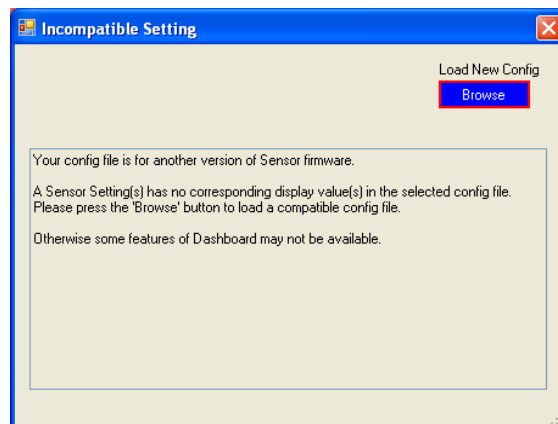 Incompatible Setting
Load New Config
Browse
Your config file is for another version of Sensor firmware.
A Sensor Setting(s) has no corresponding display value(s) in the selected config file.
Please press the 'Browse' button to load a compatible config file.
Otherwise some features of Dashboard may not be available.